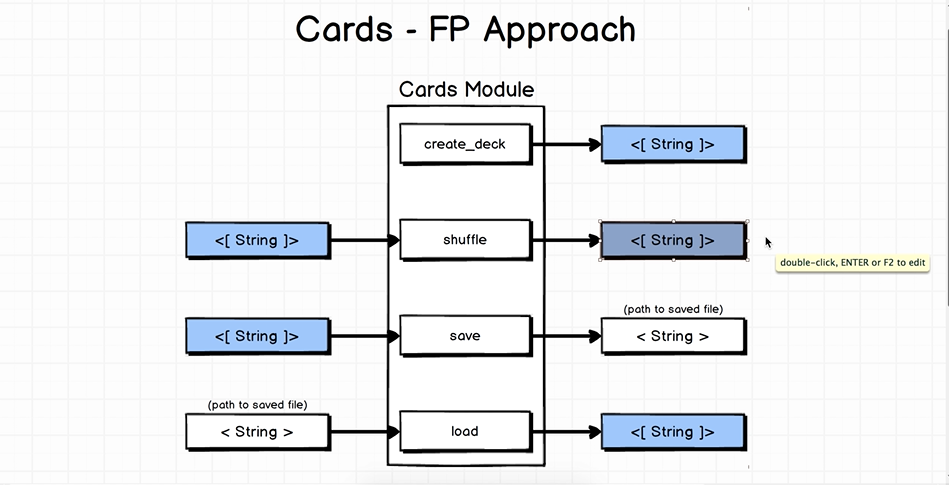 Cards - FP Approach
Cards Module
create_deck
<[ String ]>
<[ String ]>
shuffle
<[ String ]>
double-click, ENTER or F2 to edit
<[ String ]>
save
(path to saved file)
< String >
(path to saved file)
< String >
load
<[ String ]>